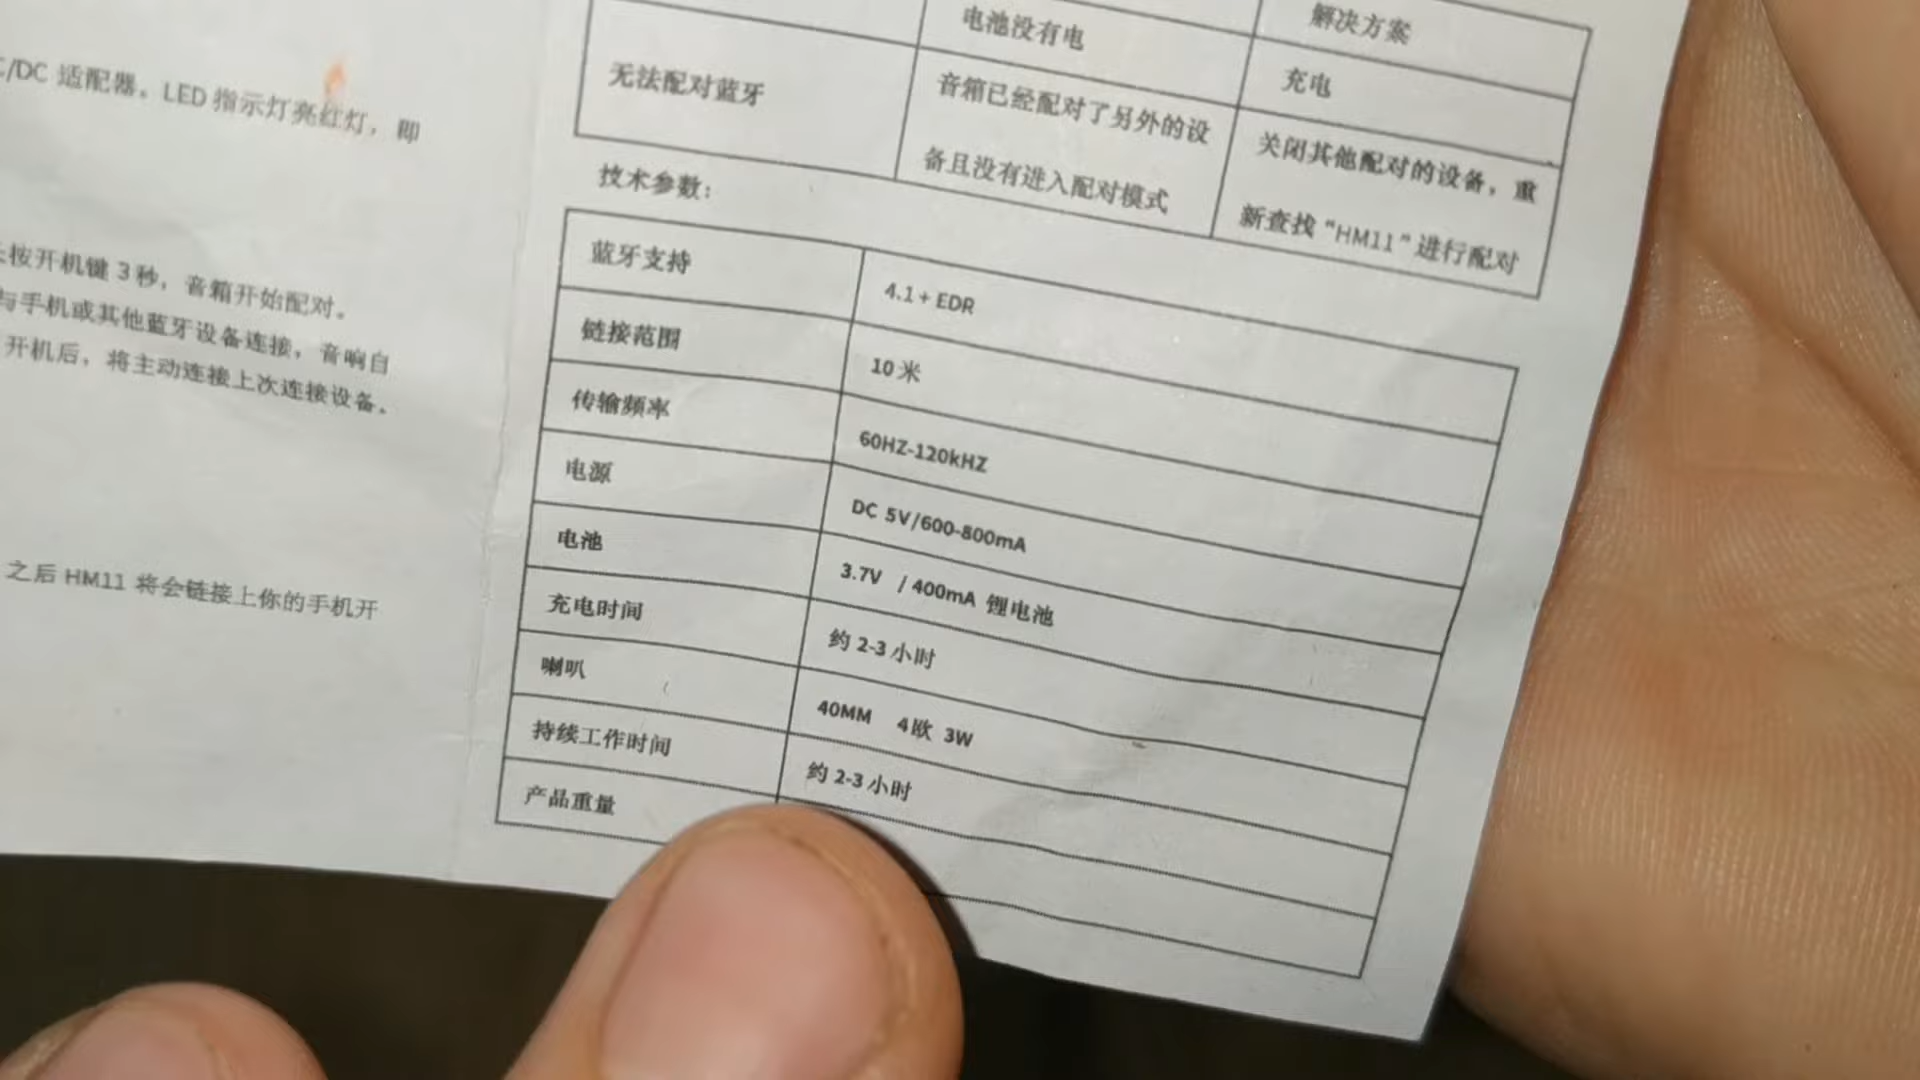 C/DC 适配器。LED 指示灯亮红灯，即
长按开机键 3 秒，音箱开始配对。
与手机或其他蓝牙设备连接，音响自
开机后，将主动连接上次连接设备。
之后 HM11 将会链接上你的手机开
解决方案
无法配对蓝牙
电池没有电
充电
音箱已经配对了另外的设
备且没有进入配对模式
关闭其他配对的设备，重
新查找“HM11”进行配对
技术参数：
蓝牙支持 4.1 + EDR
链接范围 10 米
传输频率 60HZ-120kHZ
电源 DC 5V/600-800mA
电池 3.7V / 400mA 锂电池
充电时间 约 2-3 小时
喇叭 40MM 4欧 3W
持续工作时间 约 2-3 小时
产品重量